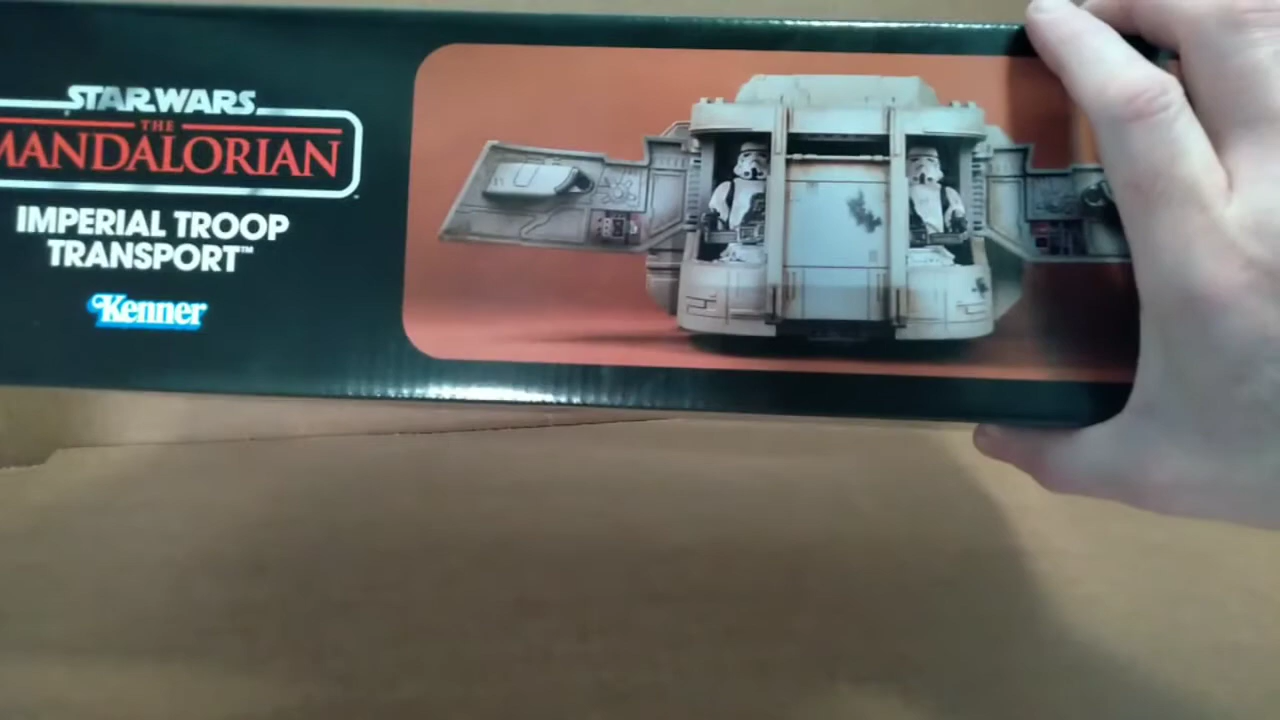 STAR WARS
THE
MANDALORIAN
IMPERIAL TROOP
TRANSPORT™
Kenner